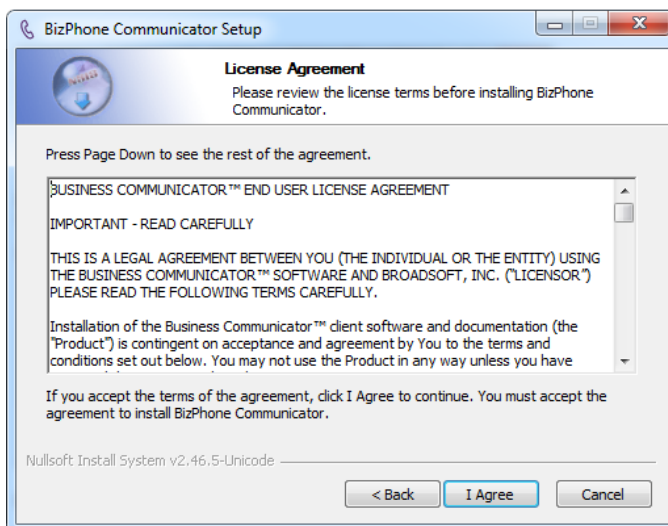 BizPhone Communicator Setup
License Agreement
Please review the license terms before installing BizPhone
Communicator.
Press Page Down to see the rest of the agreement.
BUSINESS COMMUNICATOR™ END USER LICENSE AGREEMENT
IMPORTANT - READ CAREFULLY
THIS IS A LEGAL AGREEMENT BETWEEN YOU (THE INDIVIDUAL OR THE ENTITY) USING
THE BUSINESS COMMUNICATOR™ SOFTWARE AND BROADSOFT, INC. ("LICENSOR")
PLEASE READ THE FOLLOWING TERMS CAREFULLY.
Installation of the Business Communicator™ client software and documentation (the
"Product") is contingent on acceptance and agreement by You to the terms and
conditions set out below. You may not use the Product in any way unless you have
If you accept the terms of the agreement, click I Agree to continue. You must accept the
agreement to install BizPhone Communicator.
Nullsoft Install System v2.46.5-Unicode
< Back
I Agree
Cancel